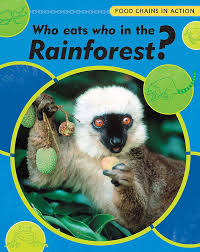 FOOD CHAINS IN ACTION
Who eats who in the
Rainforest?